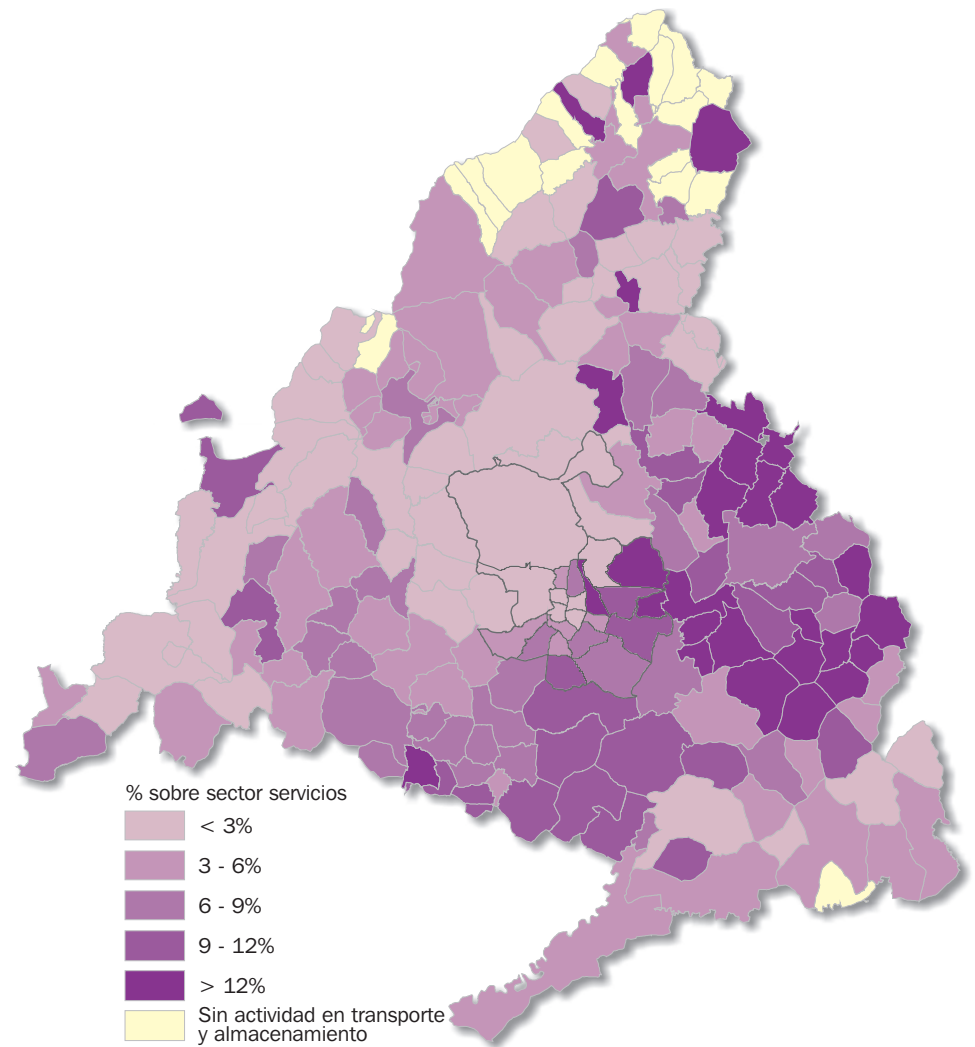 % sobre sector servicios
< 3%
3 - 6%
6 - 9%
9 - 12%
> 12%
Sin actividad en transporte
y almacenamiento